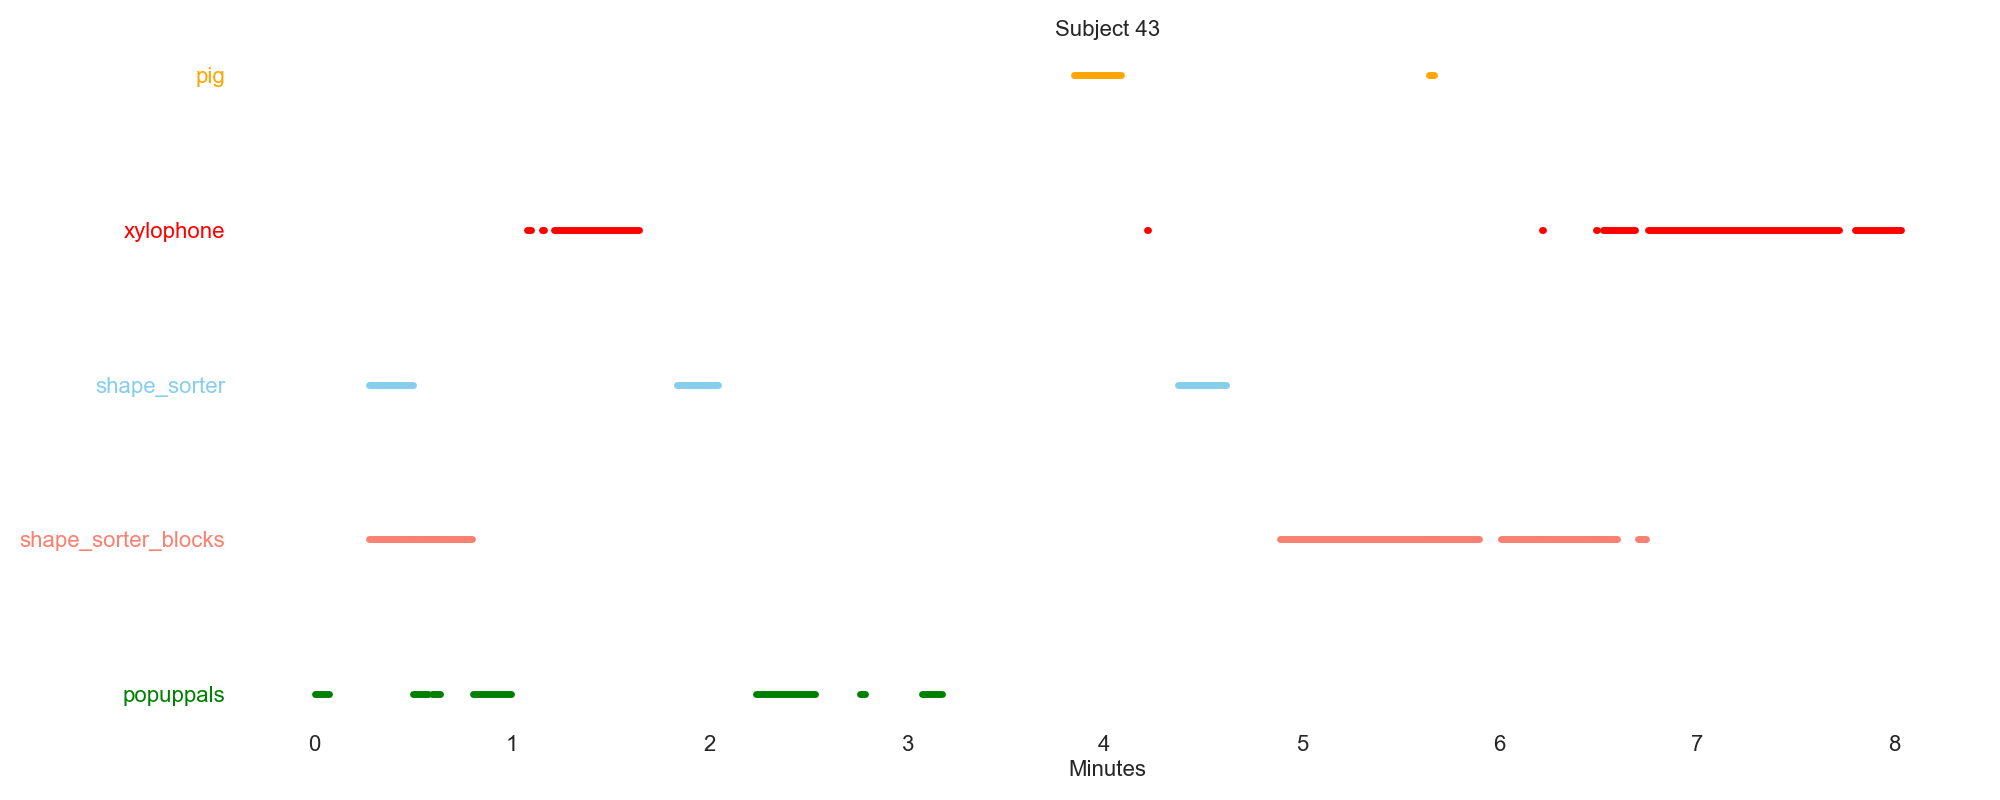 Subject 43
pig
xylophone
shape_sorter
shape_sorter_blocks
popuppals
0 1 2 3 4 5 6 7 8
Minutes